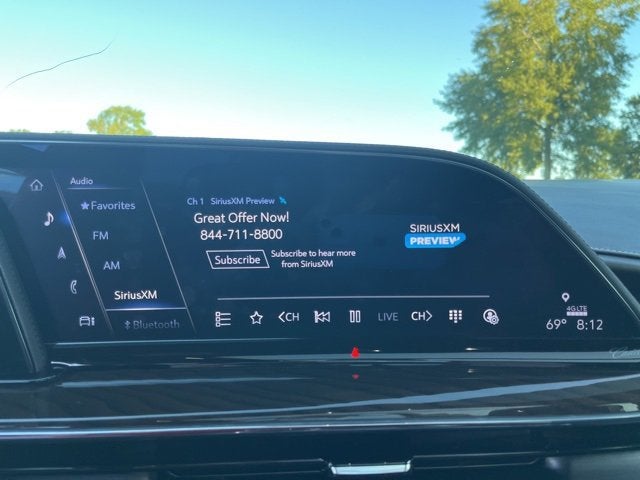 Audio
Favorites
FM
AM
SiriusXM
Bluetooth
Ch 1 SiriusXM Preview
Great Offer Now!
844-711-8800
Subscribe
Subscribe to hear more
from SiriusXM
SIRIUSXM
PREVIEW
<CH
LIVE
CH>
4G LTE
69° 8:12